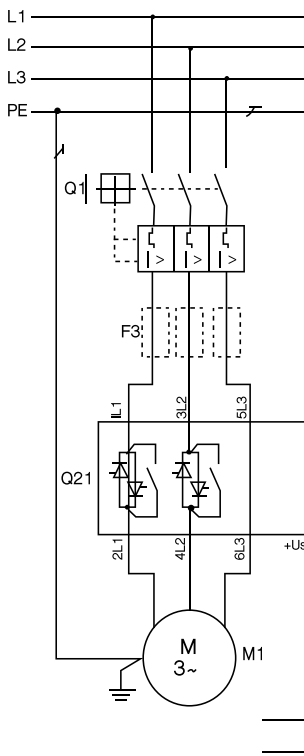 L1
L2
L3
PE
Q1
I > I > I >
F3
1L1 3L2 5L3
Q21
2L1 4L2 6L3
+Us
M
3~
M1